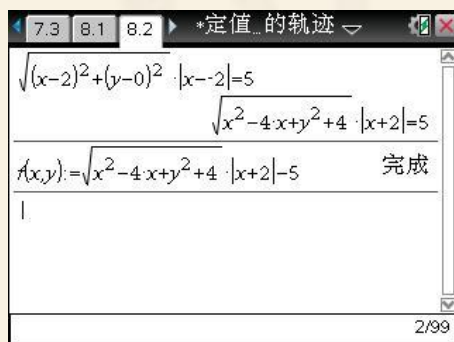 7.3 8.1 8.2 *定值_的轨迹
√((x-2)²+(y-0)²)·|x--2|=5
√(x²-4·x+y²+4)·|x+2|=5
f(x,y):=√(x²-4·x+y²+4)·|x+2|-5 完成
2/99